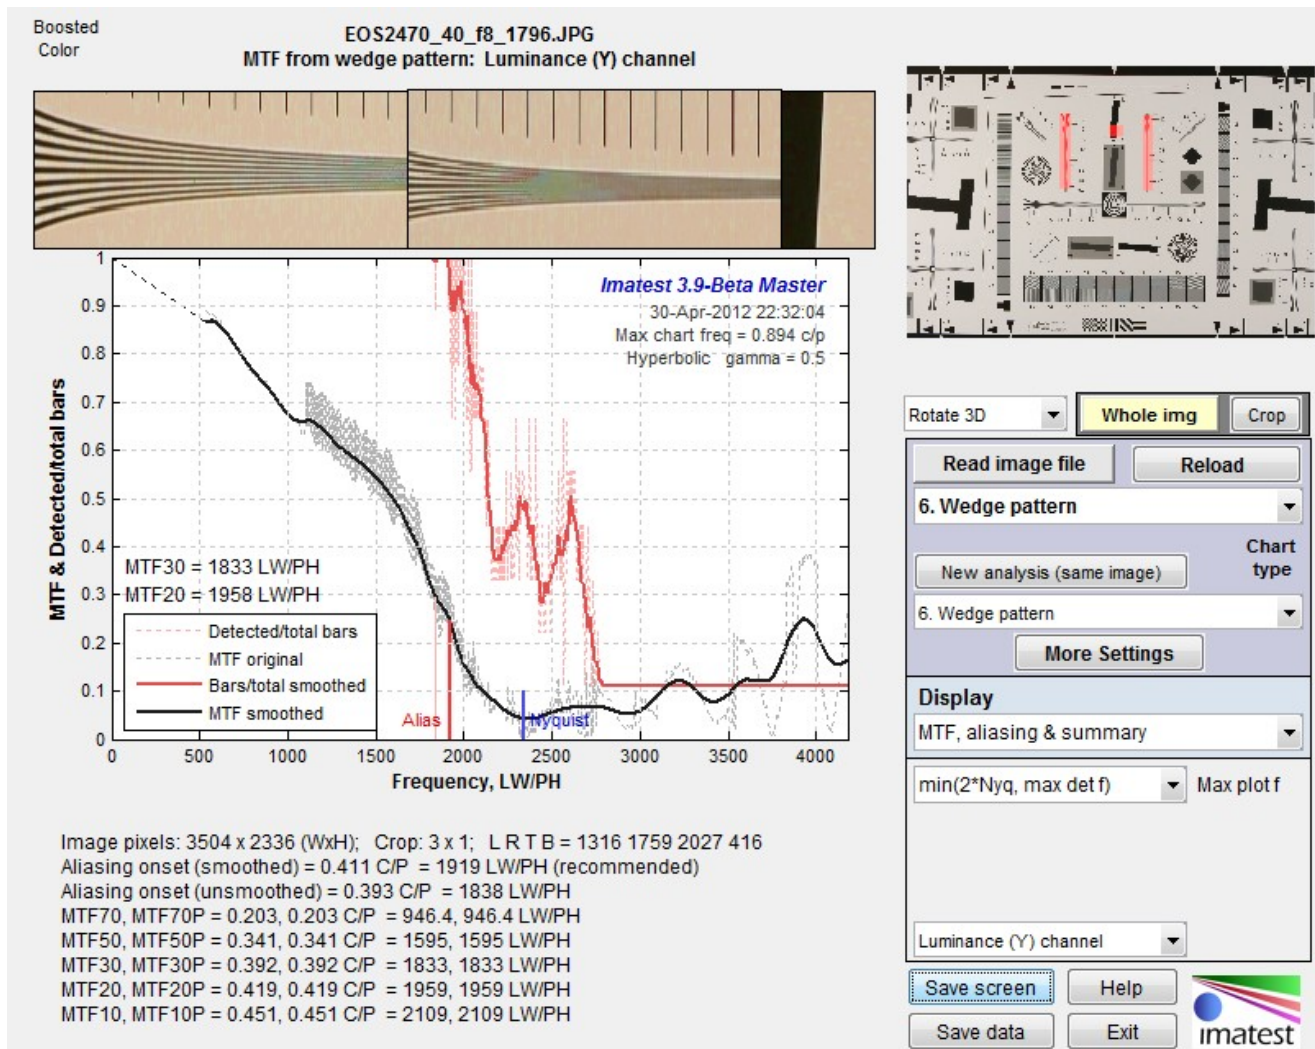 Boosted
Color
EOS2470_40_f8_1796.JPG
MTF from wedge pattern:  Luminance (Y) channel
Imatest 3.9-Beta Master
30-Apr-2012 22:32:04
Max chart freq = 0.894 c/p
Hyperbolic  gamma = 0.5
MTF & Detected/total bars
1
0.9
0.8
0.7
0.6
0.5
0.4
0.3
0.2
0.1
0
MTF30 = 1833 LW/PH
MTF20 = 1958 LW/PH
Detected/total bars
MTF original
Bars/total smoothed
MTF smoothed
Alias
Nyquist
0 500 1000 1500 2000 2500 3000 3500 4000
Frequency, LW/PH
Image pixels: 3504 x 2336 (WxH);  Crop: 3 x 1;  L R T B = 1316 1759 2027 416
Aliasing onset (smoothed) = 0.411 C/P  = 1919 LW/PH (recommended)
Aliasing onset (unsmoothed) = 0.393 C/P  = 1838 LW/PH
MTF70, MTF70P = 0.203, 0.203 C/P  = 946.4, 946.4 LW/PH
MTF50, MTF50P = 0.341, 0.341 C/P  = 1595, 1595 LW/PH
MTF30, MTF30P = 0.392, 0.392 C/P  = 1833, 1833 LW/PH
MTF20, MTF20P = 0.419, 0.419 C/P  = 1959, 1959 LW/PH
MTF10, MTF10P = 0.451, 0.451 C/P  = 2109, 2109 LW/PH
Rotate 3D
Whole img
Crop
Read image file
Reload
6. Wedge pattern
Chart
type
New analysis (same image)
6. Wedge pattern
More Settings
Display
MTF, aliasing & summary
min(2*Nyq, max det f)
Max plot f
Luminance (Y) channel
Save screen
Help
Save data
Exit
imatest